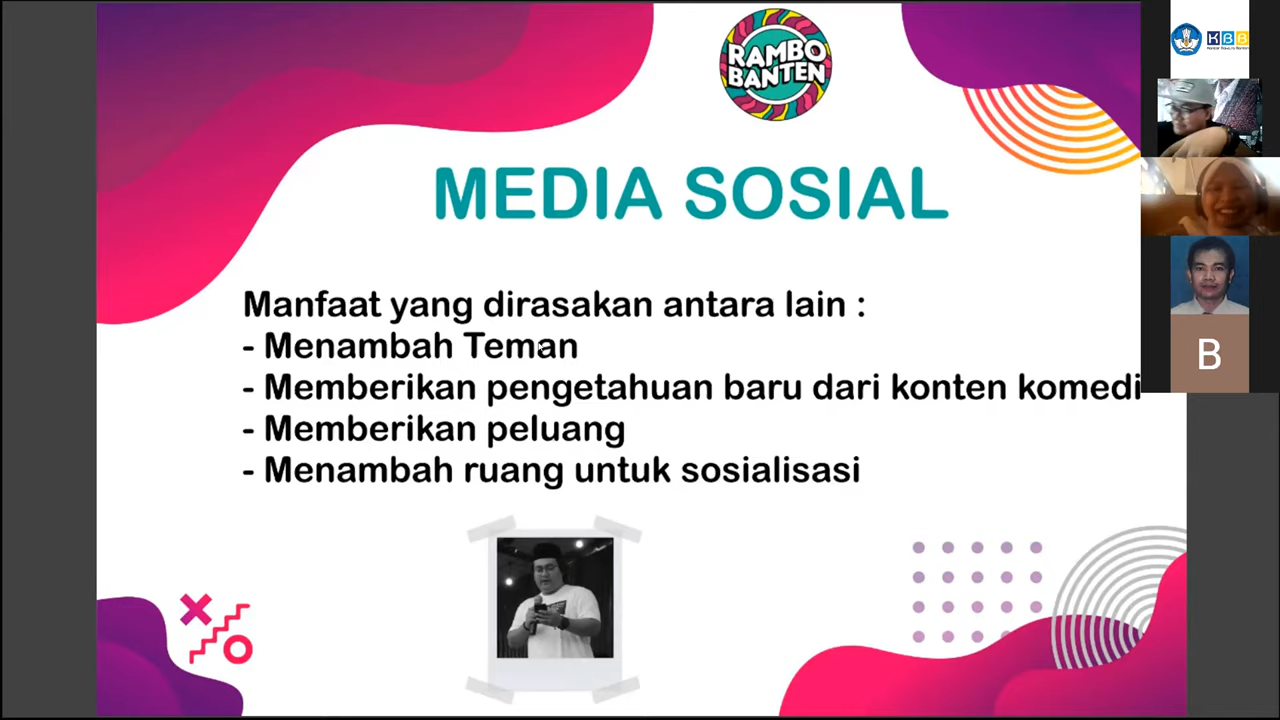 RAMBO
BANTEN
KBB
MEDIA SOSIAL
Manfaat yang dirasakan antara lain :
- Menambah Teman
- Memberikan pengetahuan baru dari konten komedi
- Memberikan peluang
- Menambah ruang untuk sosialisasi
B